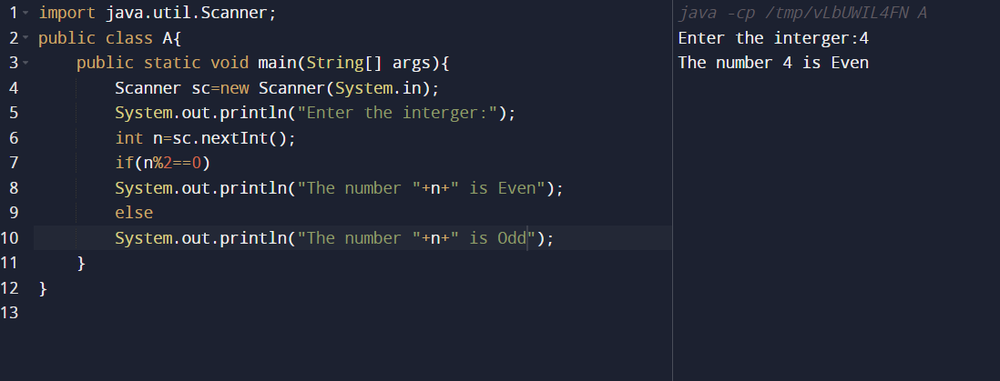 1 import java.util.Scanner;
2 public class A{
3 public static void main(String[] args){
4 Scanner sc=new Scanner(System.in);
5 System.out.println("Enter the interger:");
6 int n=sc.nextInt();
7 if(n%2==0)
8 System.out.println("The number "+n+" is Even");
9 else
10 System.out.println("The number "+n+" is Odd");
11 }
12 }
13
java -cp /tmp/vLbUWIL4FN A
Enter the interger:4
The number 4 is Even